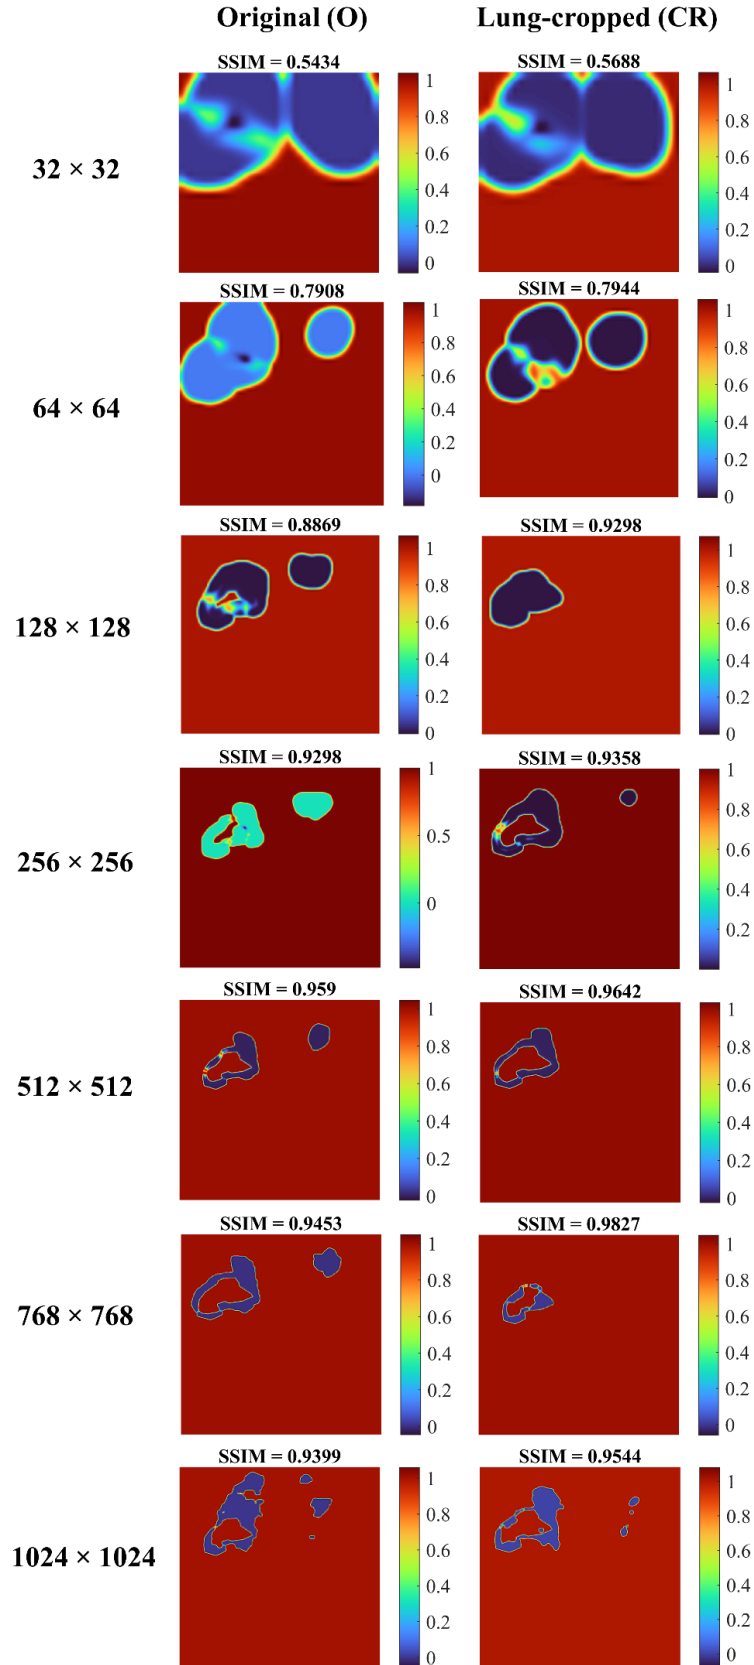 Original (O) Lung-cropped (CR)
SSIM = 0.5434 SSIM = 0.5688
32 × 32
1 1
0.8 0.8
0.6 0.6
0.4 0.4
0.2 0.2
0 0
SSIM = 0.7908 SSIM = 0.7944
64 × 64
1 1
0.8 0.8
0.6 0.6
0.4 0.4
0.2 0.2
0 0
SSIM = 0.8869 SSIM = 0.9298
128 × 128
1 1
0.8 0.8
0.6 0.6
0.4 0.4
0.2 0.2
0 0
SSIM = 0.9298 SSIM = 0.9358
256 × 256
1 1
0.8
0.5 0.6
0.4
0 0.2
SSIM = 0.959 SSIM = 0.9642
512 × 512
1 1
0.8 0.8
0.6 0.6
0.4 0.4
0.2 0.2
0 0
SSIM = 0.9453 SSIM = 0.9827
768 × 768
1 1
0.8 0.8
0.6 0.6
0.4 0.4
0.2 0.2
0 0
SSIM = 0.9399 SSIM = 0.9544
1024 × 1024
1 1
0.8 0.8
0.6 0.6
0.4 0.4
0.2 0.2
0 0